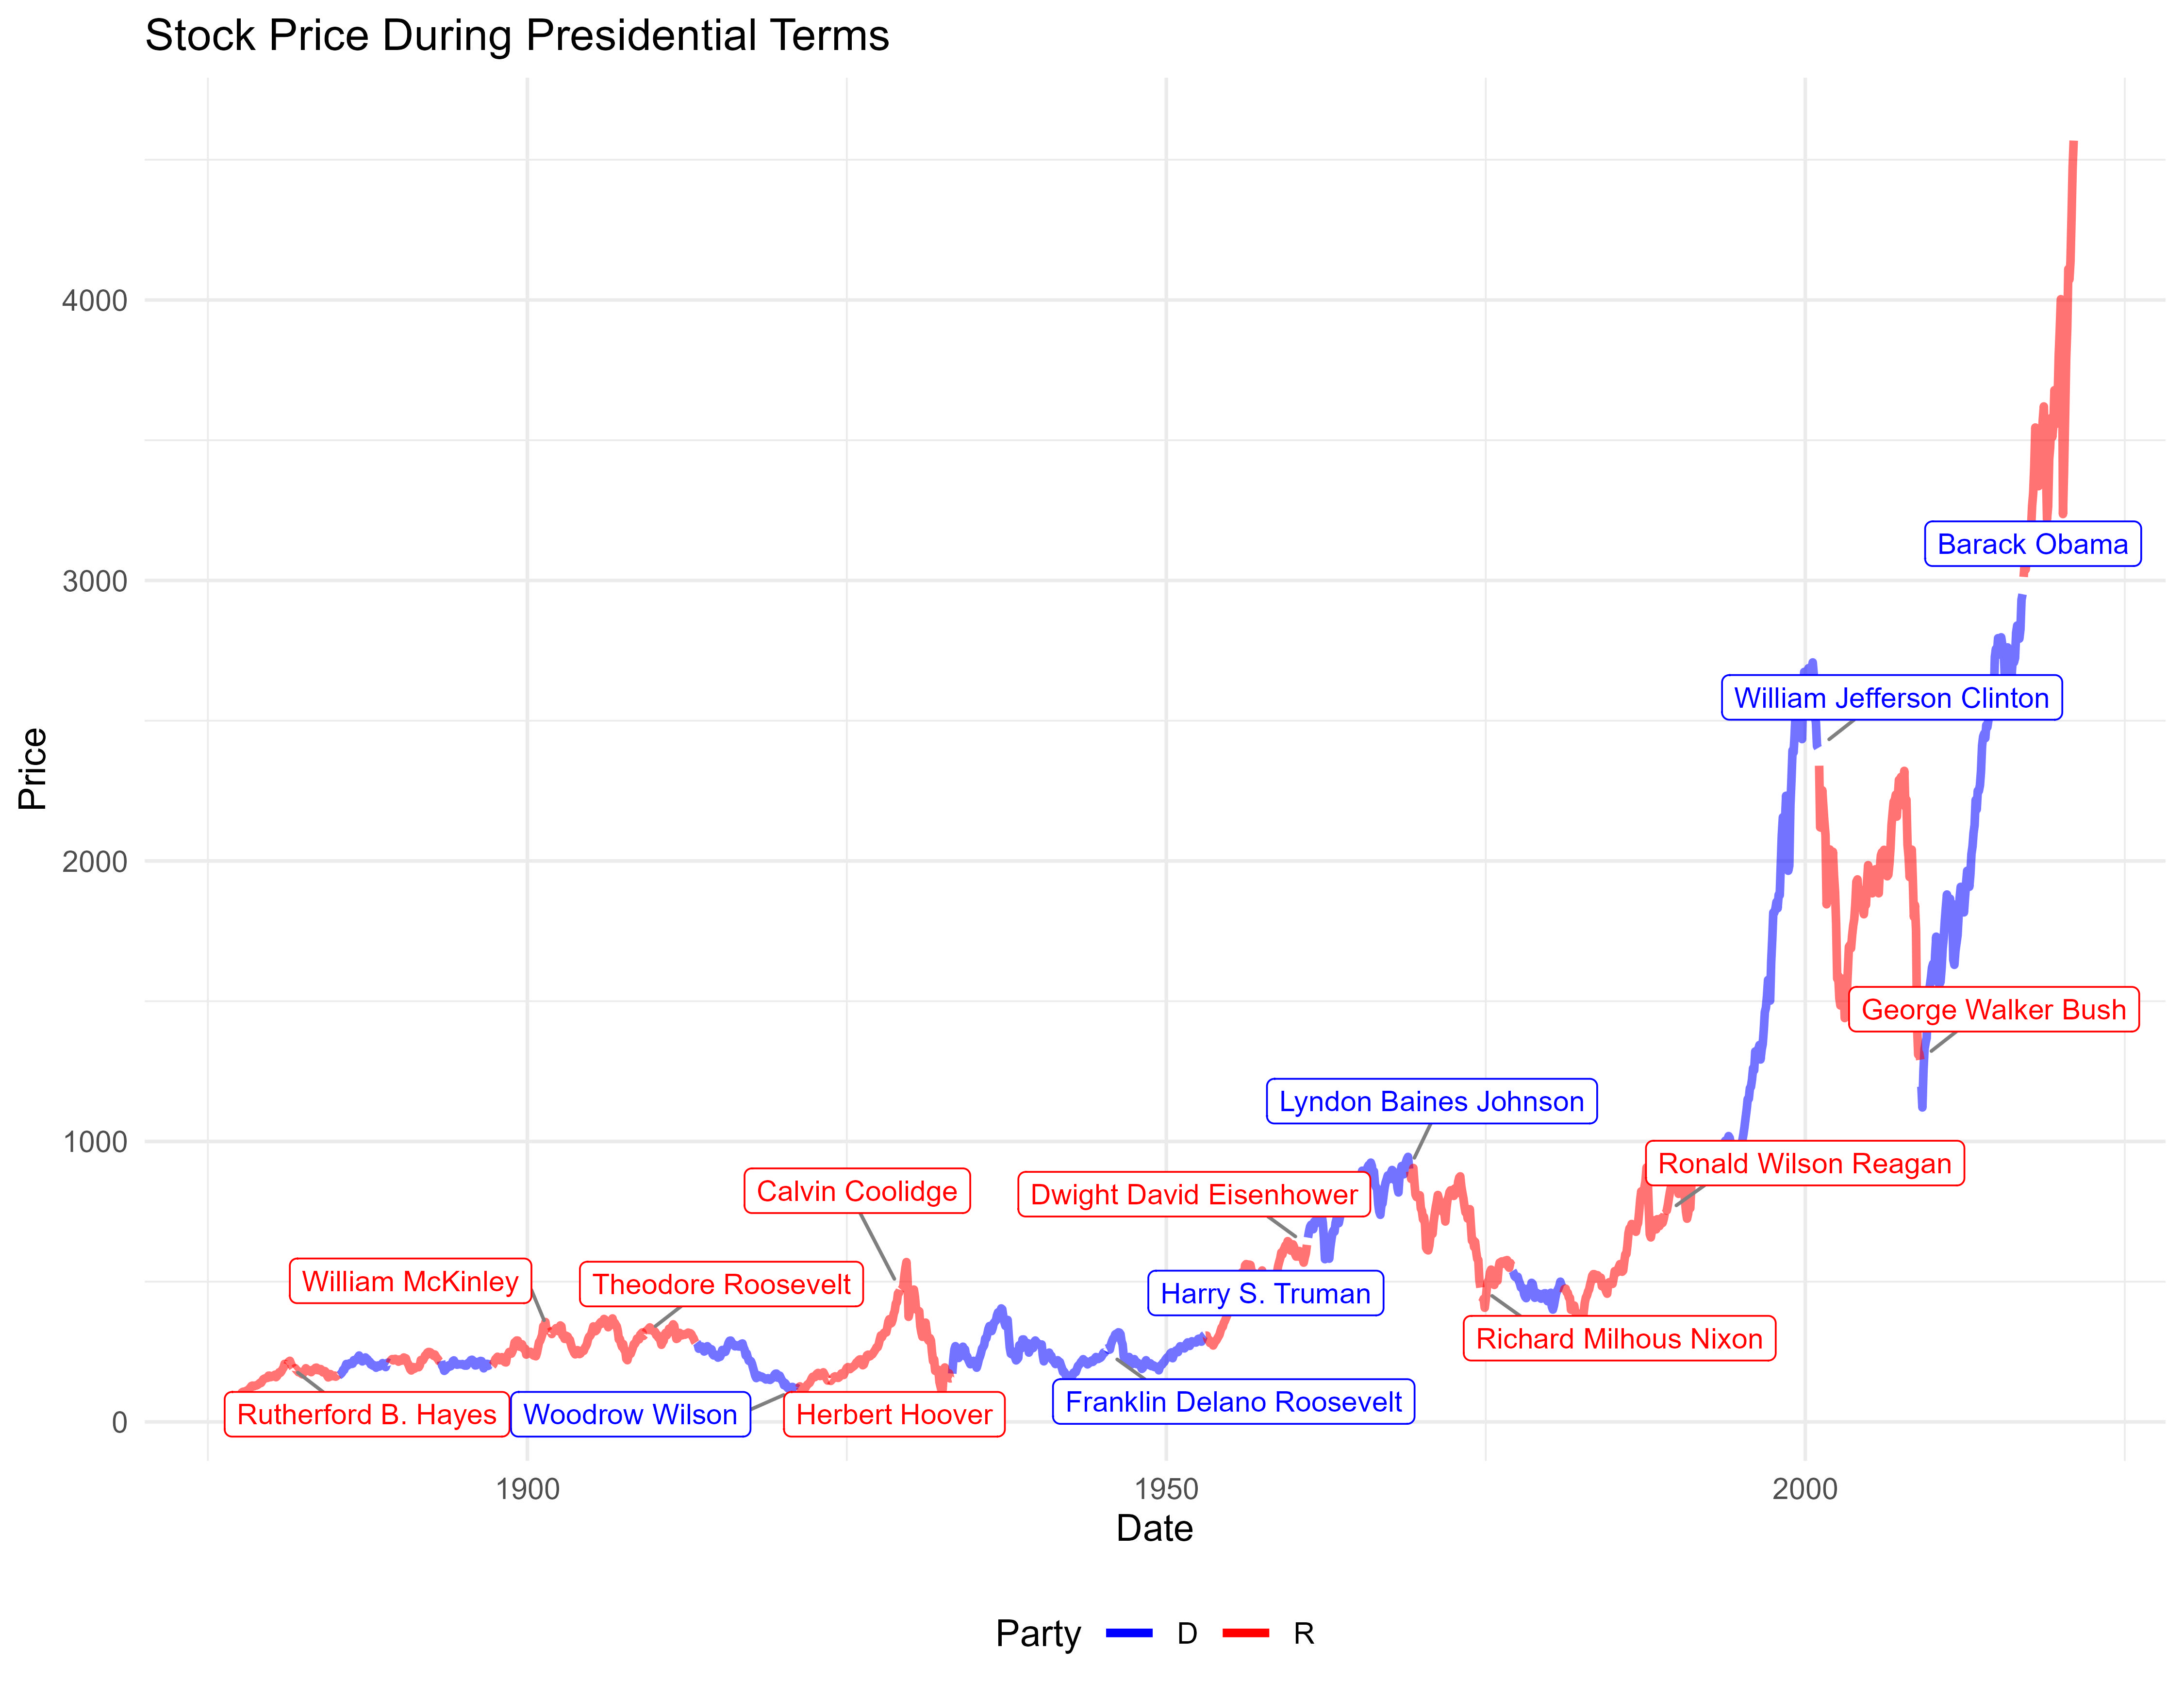 Stock Price During Presidential Terms
4000
3000
2000
1000
0
Price
Barack Obama
William Jefferson Clinton
George Walker Bush
Lyndon Baines Johnson
Ronald Wilson Reagan
Calvin Coolidge
Dwight David Eisenhower
William McKinley
Theodore Roosevelt
Harry S. Truman
Richard Milhous Nixon
Franklin Delano Roosevelt
Rutherford B. Hayes
Woodrow Wilson
Herbert Hoover
1900
1950
2000
Date
Party D R